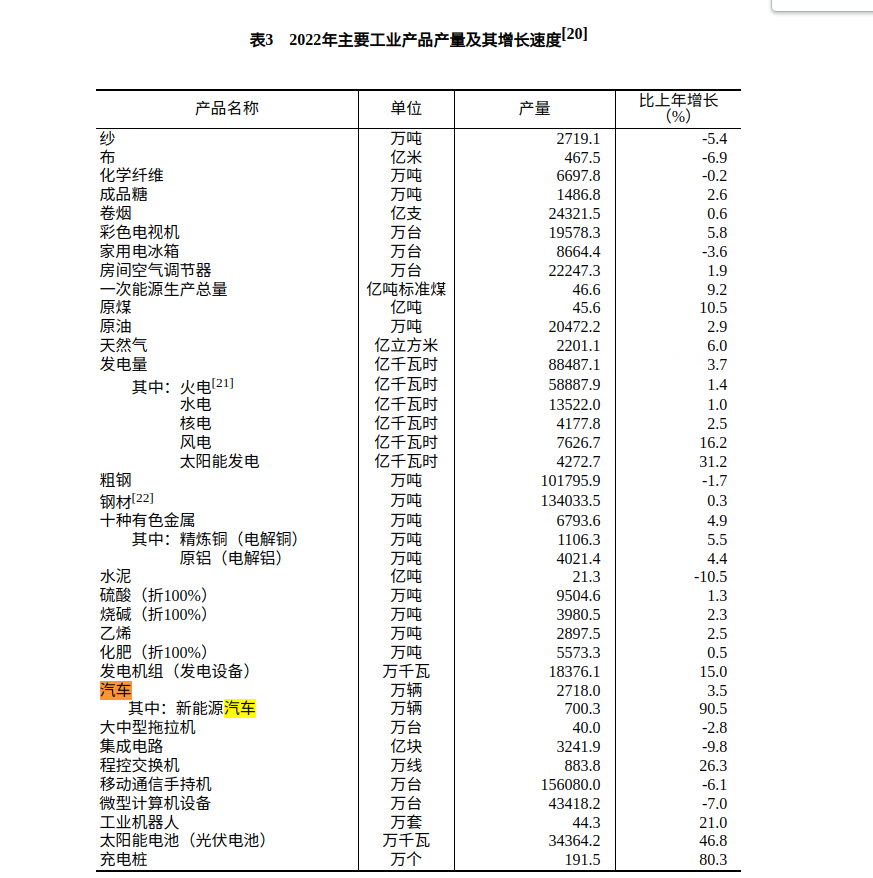 表3 2022年主要工业产品产量及其增长速度[20]
产品名称 单位 产量 比上年增长
（%）
纱 万吨 2719.1 -5.4
布 亿米 467.5 -6.9
化学纤维 万吨 6697.8 -0.2
成品糖 万吨 1486.8 2.6
卷烟 亿支 24321.5 0.6
彩色电视机 万台 19578.3 5.8
家用电冰箱 万台 8664.4 -3.6
房间空气调节器 万台 22247.3 1.9
一次能源生产总量 亿吨标准煤 46.6 9.2
原煤 亿吨 45.6 10.5
原油 万吨 20472.2 2.9
天然气 亿立方米 2201.1 6.0
发电量 亿千瓦时 88487.1 3.7
其中：火电[21] 亿千瓦时 58887.9 1.4
水电 亿千瓦时 13522.0 1.0
核电 亿千瓦时 4177.8 2.5
风电 亿千瓦时 7626.7 16.2
太阳能发电 亿千瓦时 4272.7 31.2
粗钢 万吨 101795.9 -1.7
钢材[22] 万吨 134033.5 0.3
十种有色金属 万吨 6793.6 4.9
其中：精炼铜（电解铜） 万吨 1106.3 5.5
原铝（电解铝） 万吨 4021.4 4.4
水泥 亿吨 21.3 -10.5
硫酸（折100%） 万吨 9504.6 1.3
烧碱（折100%） 万吨 3980.5 2.3
乙烯 万吨 2897.5 2.5
化肥（折100%） 万吨 5573.3 0.5
发电机组（发电设备） 万千瓦 18376.1 15.0
汽车 万辆 2718.0 3.5
其中：新能源汽车 万辆 700.3 90.5
大中型拖拉机 万台 40.0 -2.8
集成电路 亿块 3241.9 -9.8
程控交换机 万线 883.8 26.3
移动通信手持机 万台 156080.0 -6.1
微型计算机设备 万台 43418.2 -7.0
工业机器人 万套 44.3 21.0
太阳能电池（光伏电池） 万千瓦 34364.2 46.8
充电桩 万个 191.5 80.3